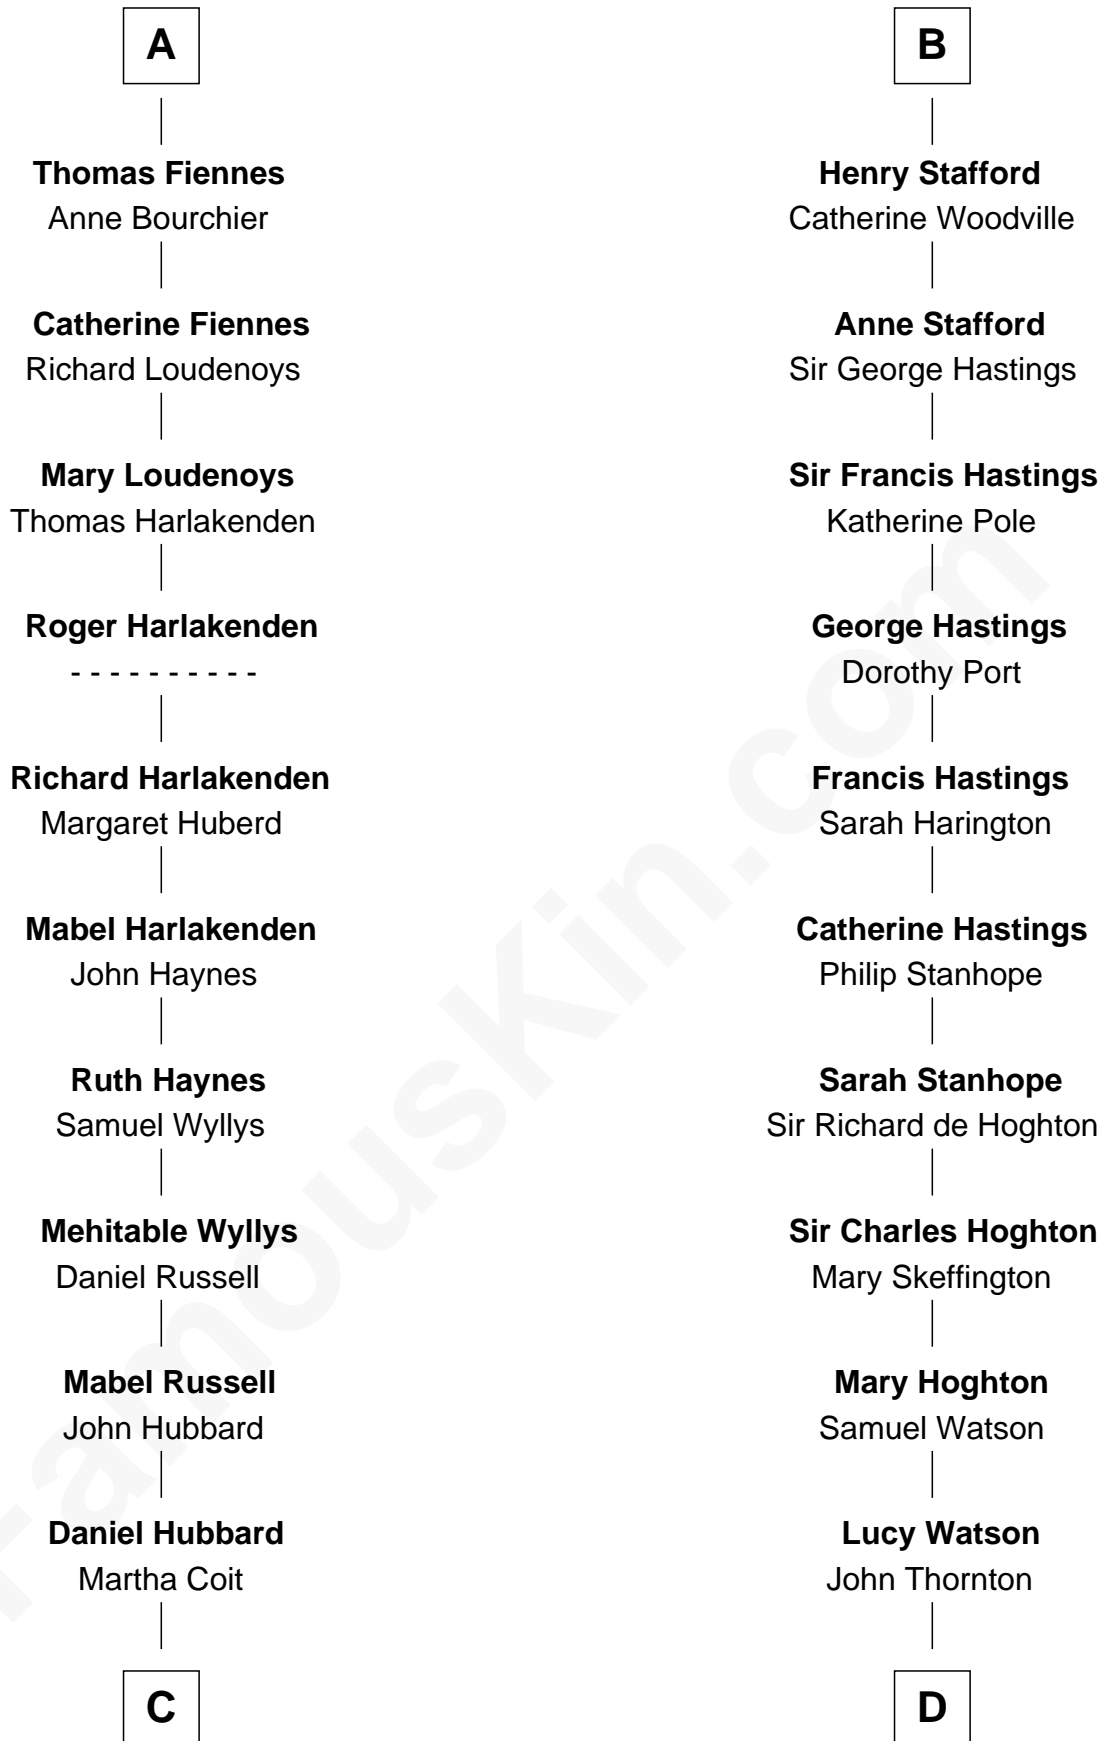 A
Thomas Fiennes
Anne Bourchier
Catherine Fiennes
Richard Loudenoys
Mary Loudenoys
Thomas Harlakenden
Roger Harlakenden
- - - - - - - - - -
Richard Harlakenden
Margaret Huberd
Mabel Harlakenden
John Haynes
Ruth Haynes
Samuel Wyllys
Mehitable Wyllys
Daniel Russell
Mabel Russell
John Hubbard
Daniel Hubbard
Martha Coit
C
B
Henry Stafford
Catherine Woodville
Anne Stafford
Sir George Hastings
Sir Francis Hastings
Katherine Pole
George Hastings
Dorothy Port
Francis Hastings
Sarah Harington
Catherine Hastings
Philip Stanhope
Sarah Stanhope
Sir Richard de Hoghton
Sir Charles Hoghton
Mary Skeffington
Mary Hoghton
Samuel Watson
Lucy Watson
John Thornton
D
FamousKin.com